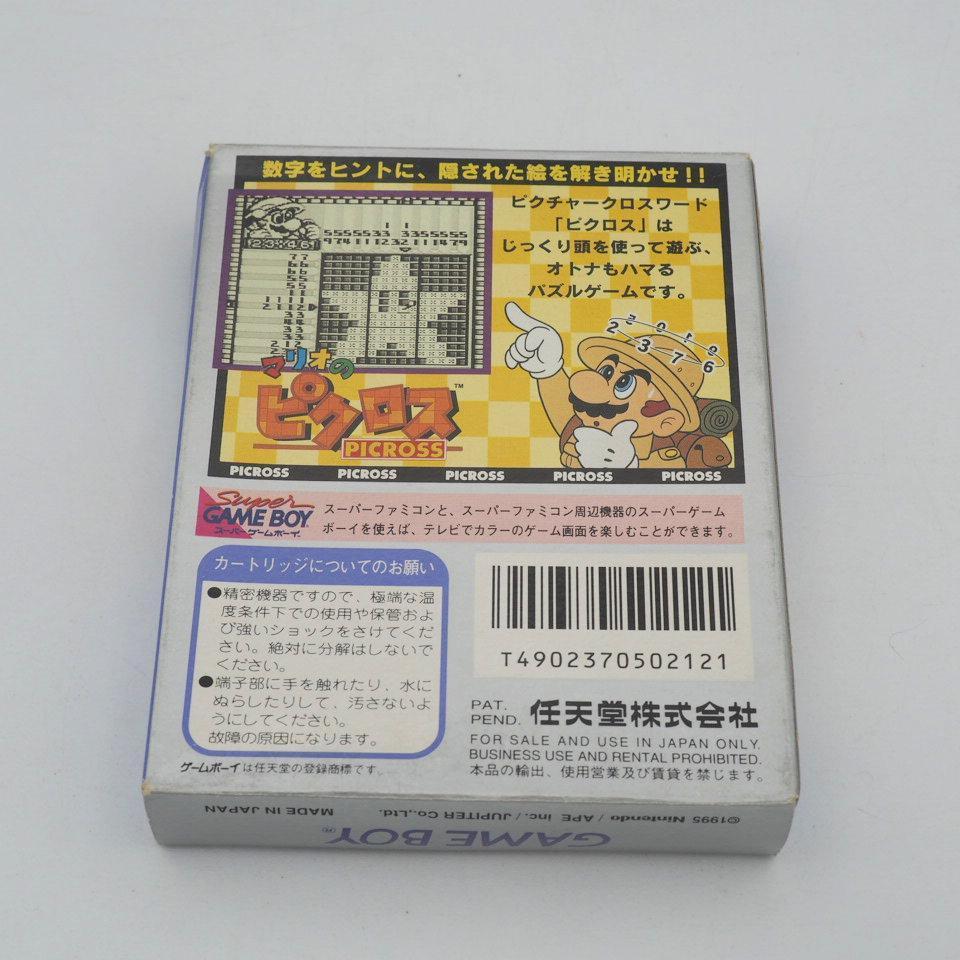 数字をヒントに、隠された絵を解き明かせ!!
ピクチャークロスワード
「ピクロス」は
じっくり頭を使って遊ぶ、
オトナもハマる
パズルゲームです。
マリオの
ピクロス™
PICROSS
PICROSS PICROSS PICROSS PICROSS PICROSS
Super
GAME BOY
スーパーゲームボーイ
スーパーファミコンと、スーパーファミコン周辺機器のスーパーゲーム
ボーイを使えば、テレビでカラーのゲーム画面を楽しむことができます。
カートリッジについてのお願い
●精密機器ですので、極端な温
度条件下での使用や保管およ
び強いショックをさけてくだ
さい。絶対に分解はしないで
ください。
●端子部に手を触れたり、水に
ぬらしたりして、汚さないよ
うにしてください。
故障の原因になります。
ゲームボーイは任天堂の登録商標です。
T4902370502121
PAT.
PEND. 任天堂株式会社
FOR SALE AND USE IN JAPAN ONLY.
BUSINESS USE AND RENTAL PROHIBITED.
本品の輸出、使用営業及び賃貸を禁じます。
©1995 Nintendo / APE inc. / JUPITER Co.,Ltd. MADE IN JAPAN
GAME BOY®